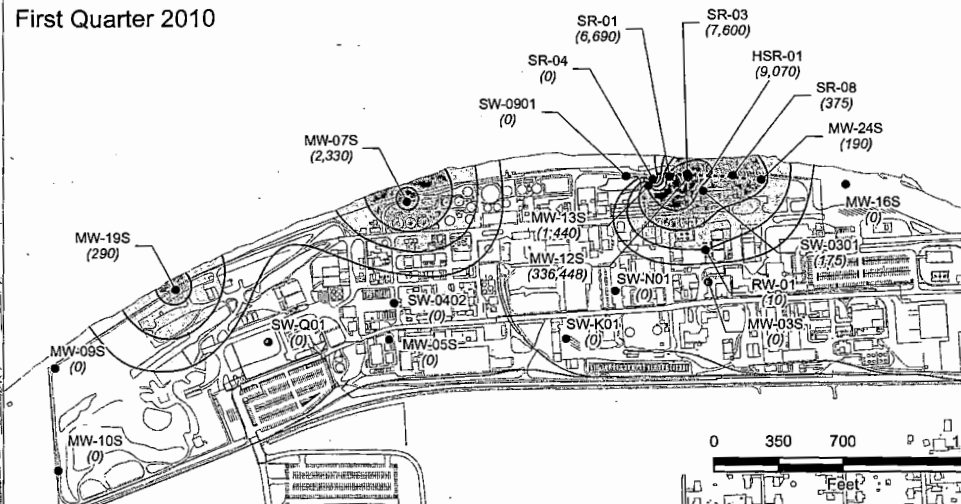 First Quarter 2010
SR-01
(6,690)
SR-03
(7,600)
SR-04
(0)
HSR-01
(9,070)
SW-0901
(0)
SR-08
(375)
MW-07S
(2,330)
MW-24S
(190)
MW-19S
(290)
MW-13S
(1,440)
MW-16S
(0)
MW-12S
(336,448)
SW-0301
(175)
SW-N01
(0)
RW-01
(10)
SW-0402
(0)
SW-Q01
(0)
SW-K01
(0)
MW-03S
(0)
MW-05S
(0)
MW-09S
(0)
MW-10S
(0)
0 350 700 1
Feet